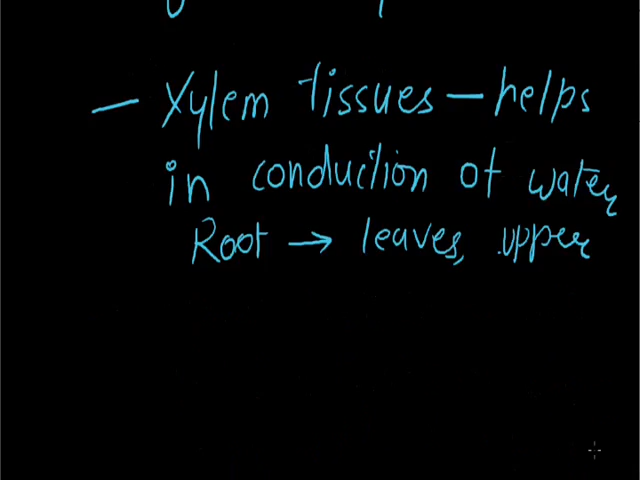 — Xylem tissues — helps
in conduction of water
Root → leaves, upper